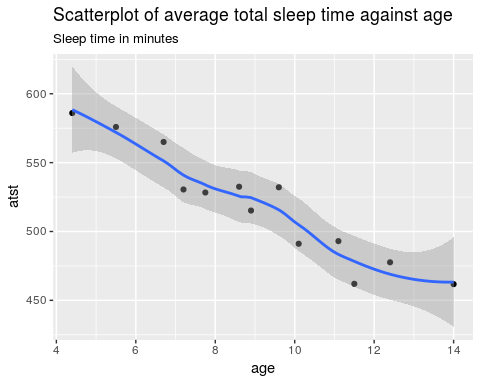 Scatterplot of average total sleep time against age
Sleep time in minutes
600
550
500
450
atst
4 6 8 10 12 14
age